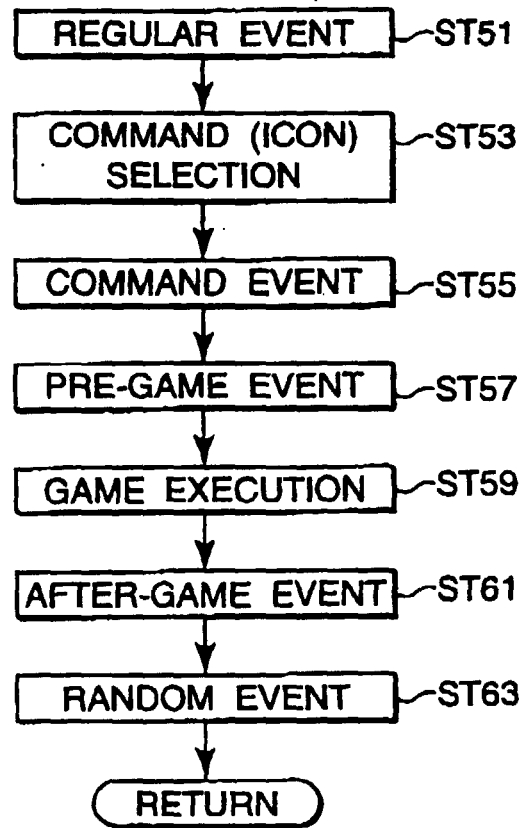 REGULAR EVENT ST51
COMMAND (ICON) ST53
SELECTION
COMMAND EVENT ST55
PRE-GAME EVENT ST57
GAME EXECUTION ST59
AFTER-GAME EVENT ST61
RANDOM EVENT ST63
RETURN